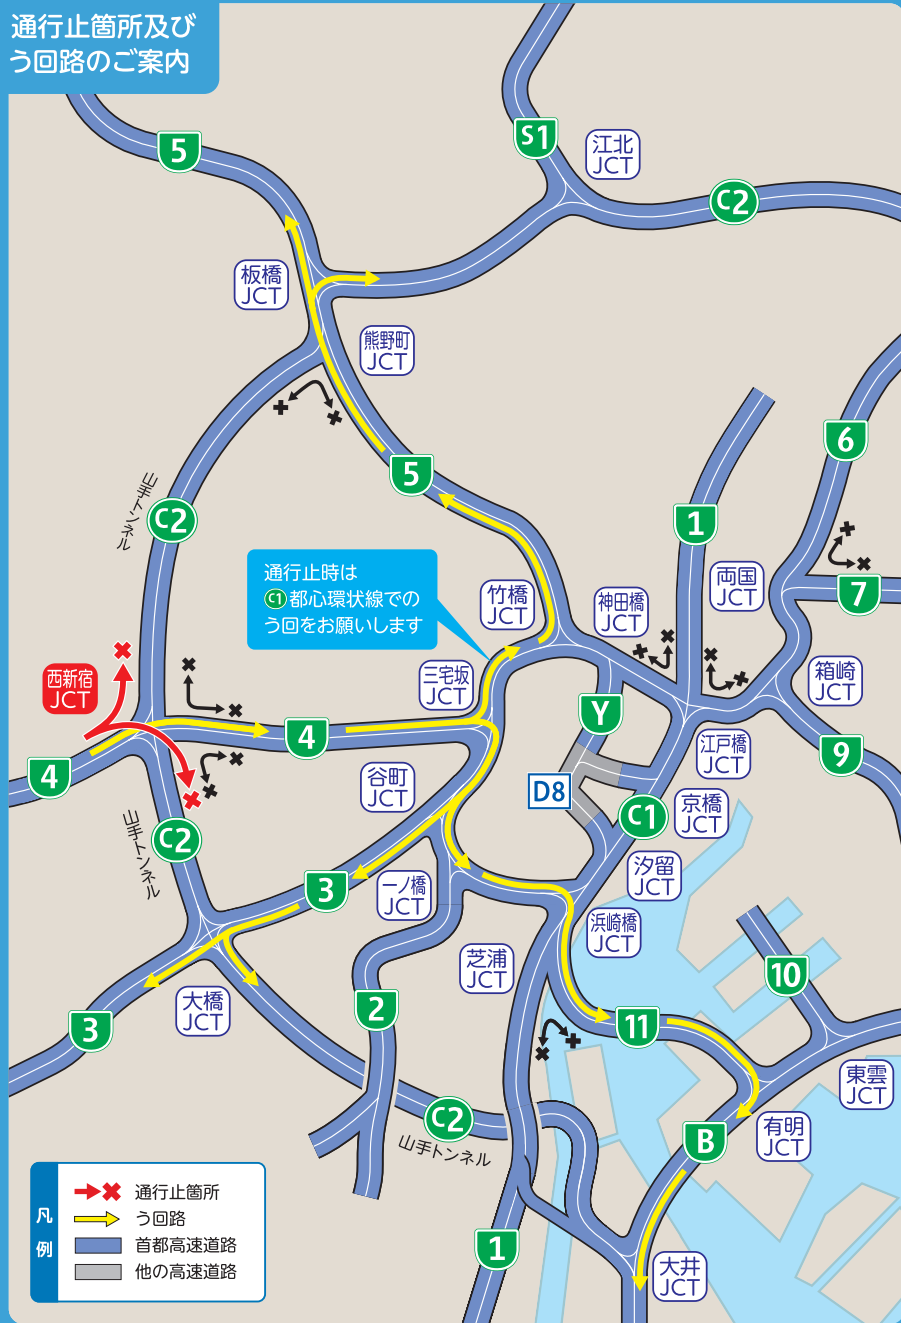 通行止箇所及び
う回路のご案内
5
S1
江北
JCT
C2
板橋
JCT
熊野町
JCT
5
6
山手トンネル
C2
1
通行止時は
C1 都心環状線での
う回をお願いします
竹橋
JCT
神田橋
JCT
両国
JCT
7
西新宿
JCT
三宅坂
JCT
箱崎
JCT
4
Y
江戸橋
JCT
9
4
谷町
JCT
D8
C1
京橋
JCT
山手トンネル
C2
汐留
JCT
3
一ノ橋
JCT
浜崎橋
JCT
芝浦
JCT
10
大橋
JCT
2
3
11
東雲
JCT
C2
山手トンネル
有明
JCT
B
凡例
通行止箇所
う回路
首都高速道路
他の高速道路
1
大井
JCT